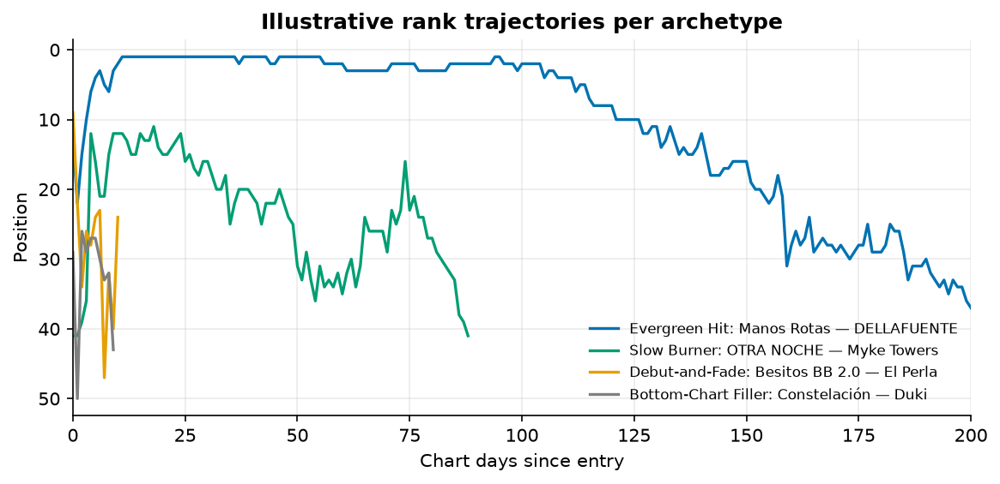 Illustrative rank trajectories per archetype
Position
0
10
20
30
40
50
Evergreen Hit: Manos Rotas — DELLAFUENTE
Slow Burner: OTRA NOCHE — Myke Towers
Debut-and-Fade: Besitos BB 2.0 — El Perla
Bottom-Chart Filler: Constelación — Duki
0 25 50 75 100 125 150 175 200
Chart days since entry